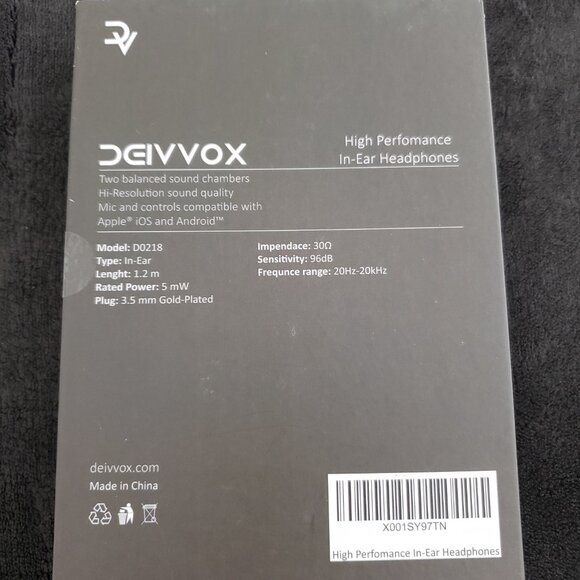 DV
DEIVVOX
High Perfomance
In-Ear Headphones
Two balanced sound chambers
Hi-Resolution sound quality
Mic and controls compatible with
Apple® iOS and Android™
Model: D0218
Type: In-Ear
Lenght: 1.2 m
Rated Power: 5 mW
Plug: 3.5 mm Gold-Plated
Impendace: 30Ω
Sensitivity: 96dB
Frequnce range: 20Hz-20kHz
deivvox.com
Made in China
X001SY97TN
High Perfomance In-Ear Headphones